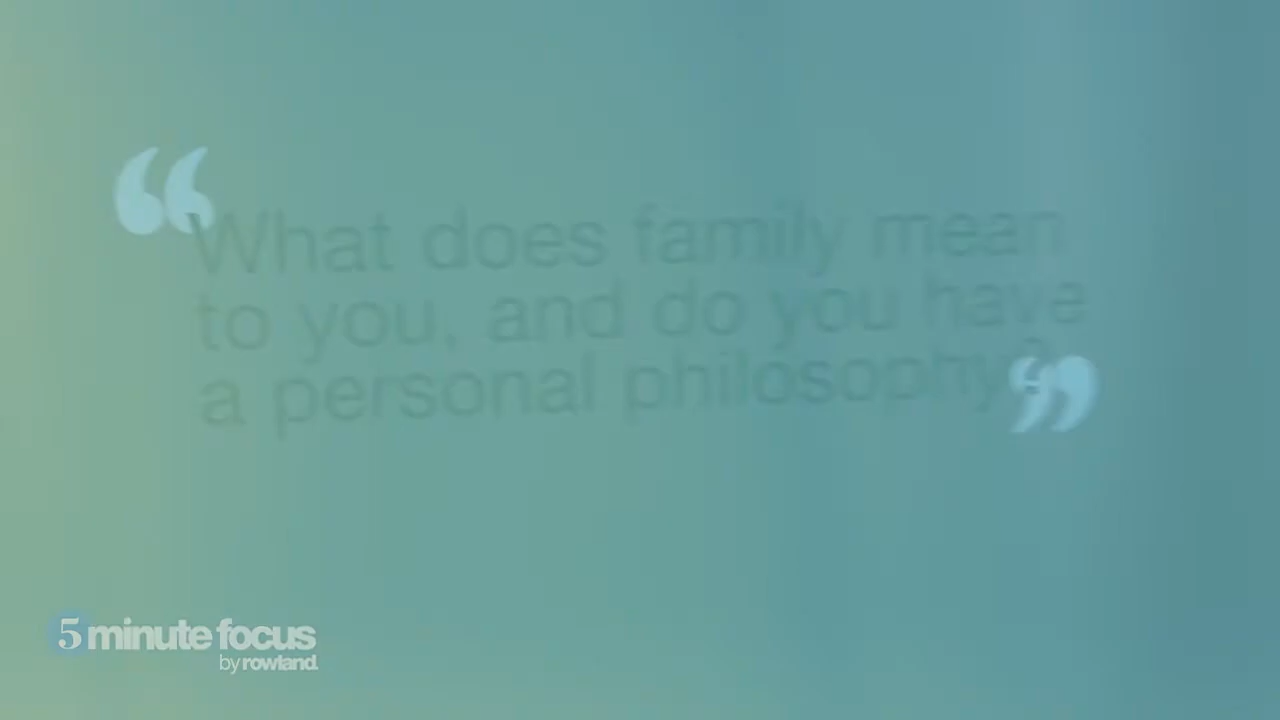 “What does family mean
to you, and do you have
a personal philosophy?”
5 minute focus
by rowland.